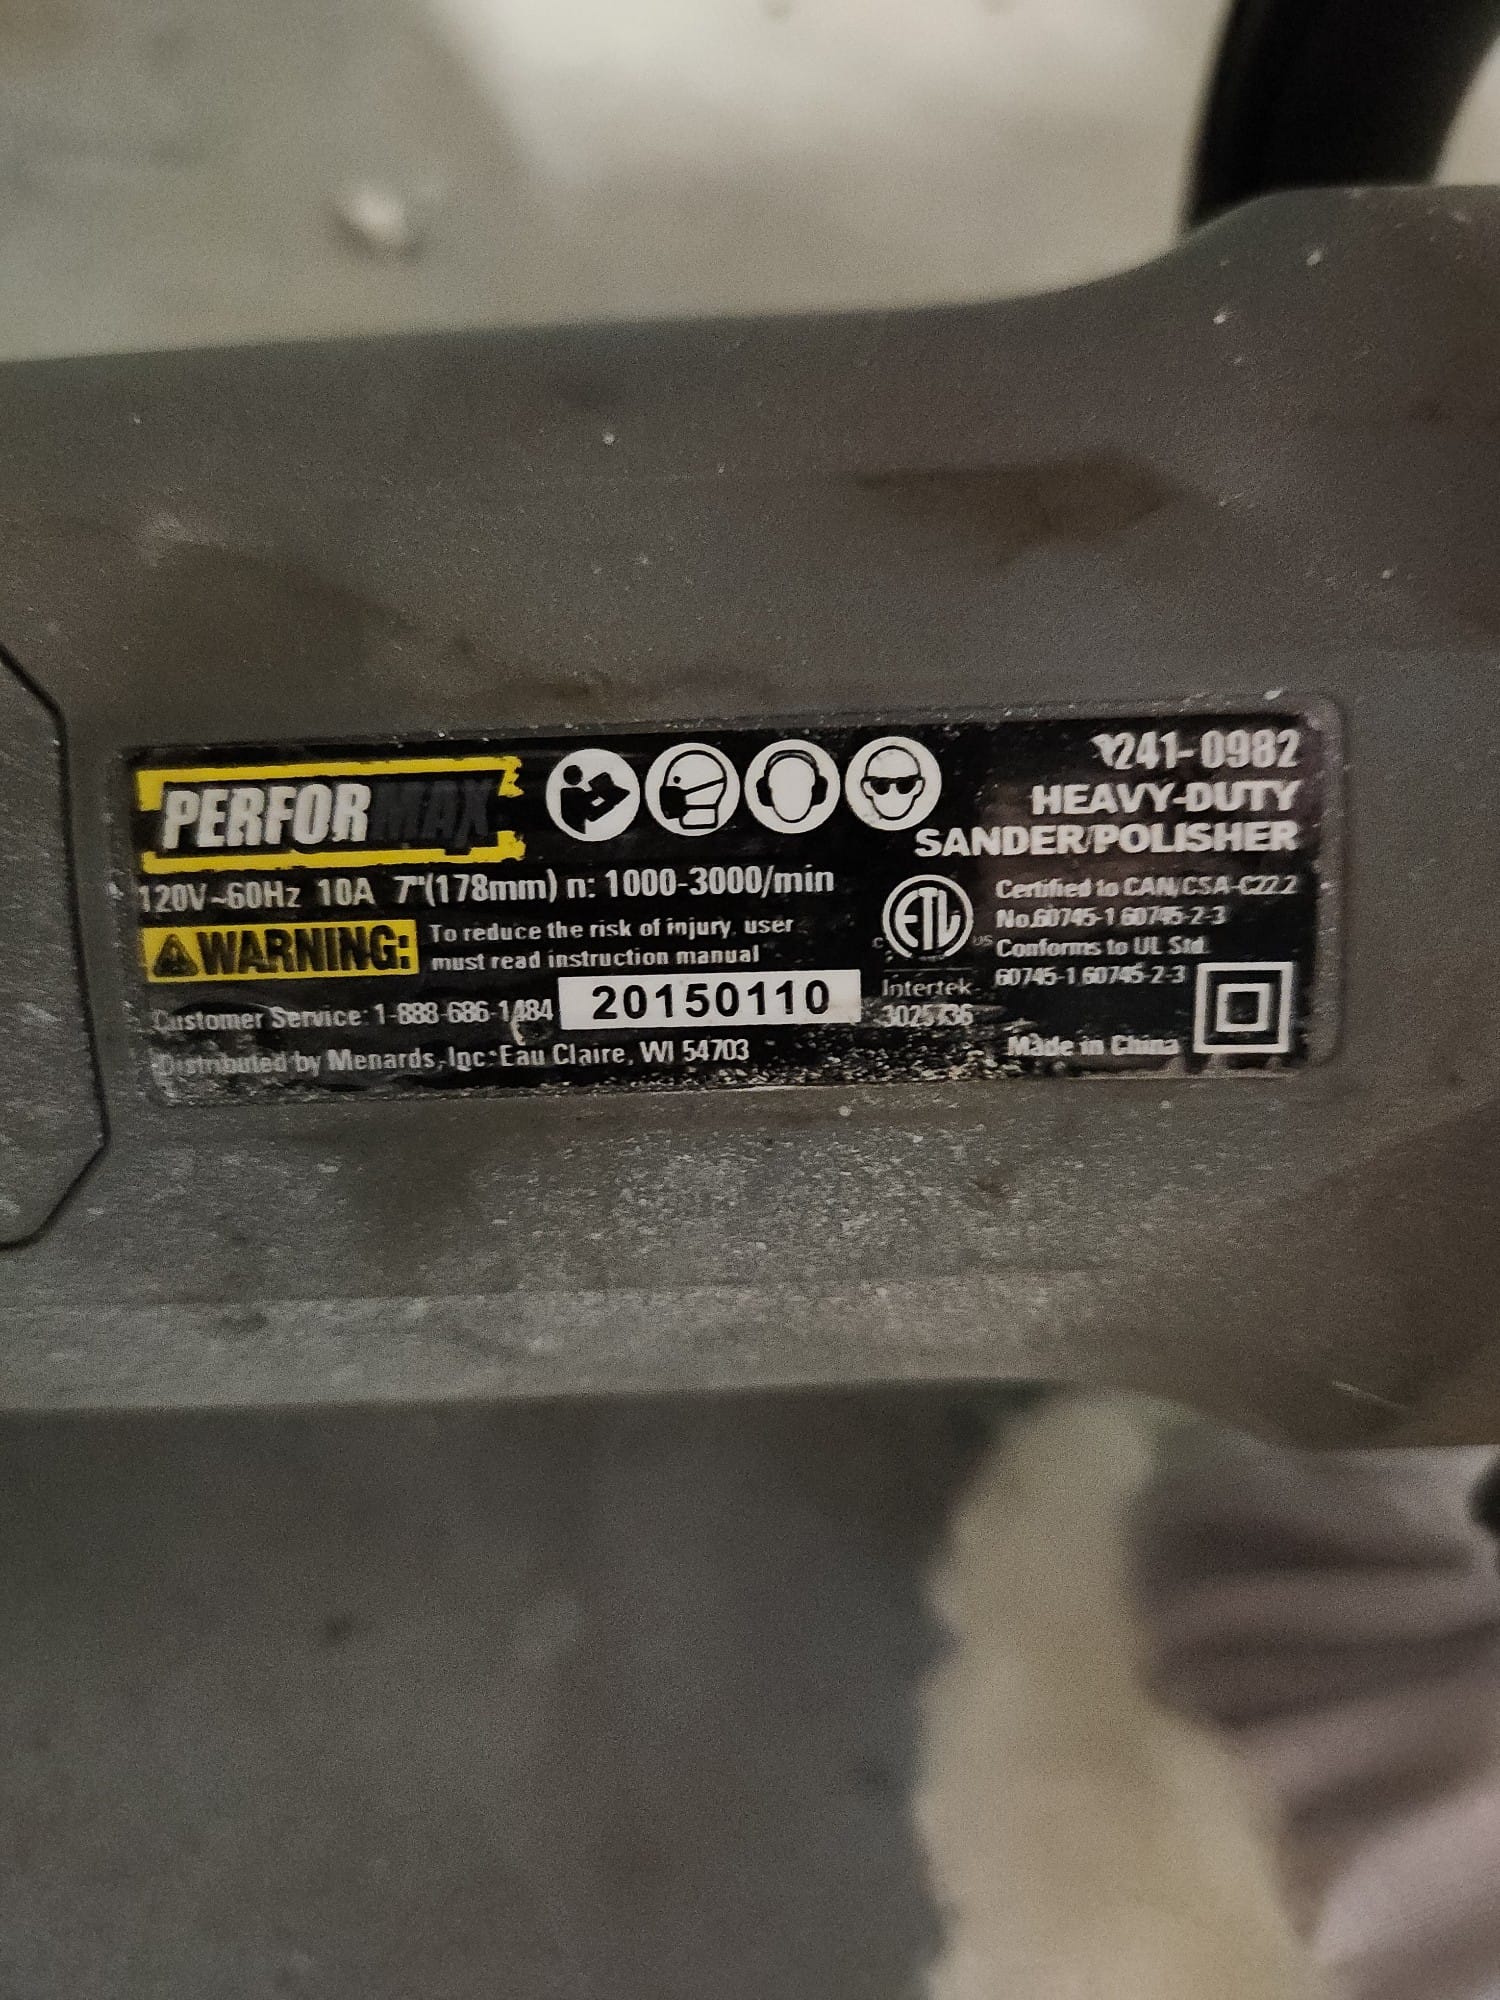 PERFORMAX
241-0982
HEAVY-DUTY
SANDER/POLISHER
120V~60Hz 10A 7"(178mm) n: 1000-3000/min
WARNING:
To reduce the risk of injury, user
must read instruction manual
Customer Service: 1-888-686-1484
20150110
Distributed by Menards, Inc. Eau Claire, WI 54703
ETL
C US
Intertek
Certified to CAN/CSA-C22.2
No.60745-1 60745-2-3
Conforms to UL Std.
60745-1 60745-2-3
Made in China